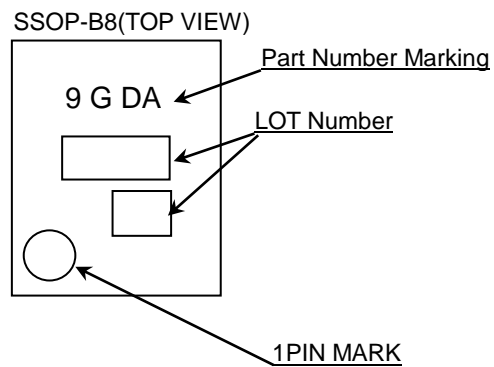 SSOP-B8(TOP VIEW)
Part Number Marking
9 G DA
LOT Number
1PIN MARK